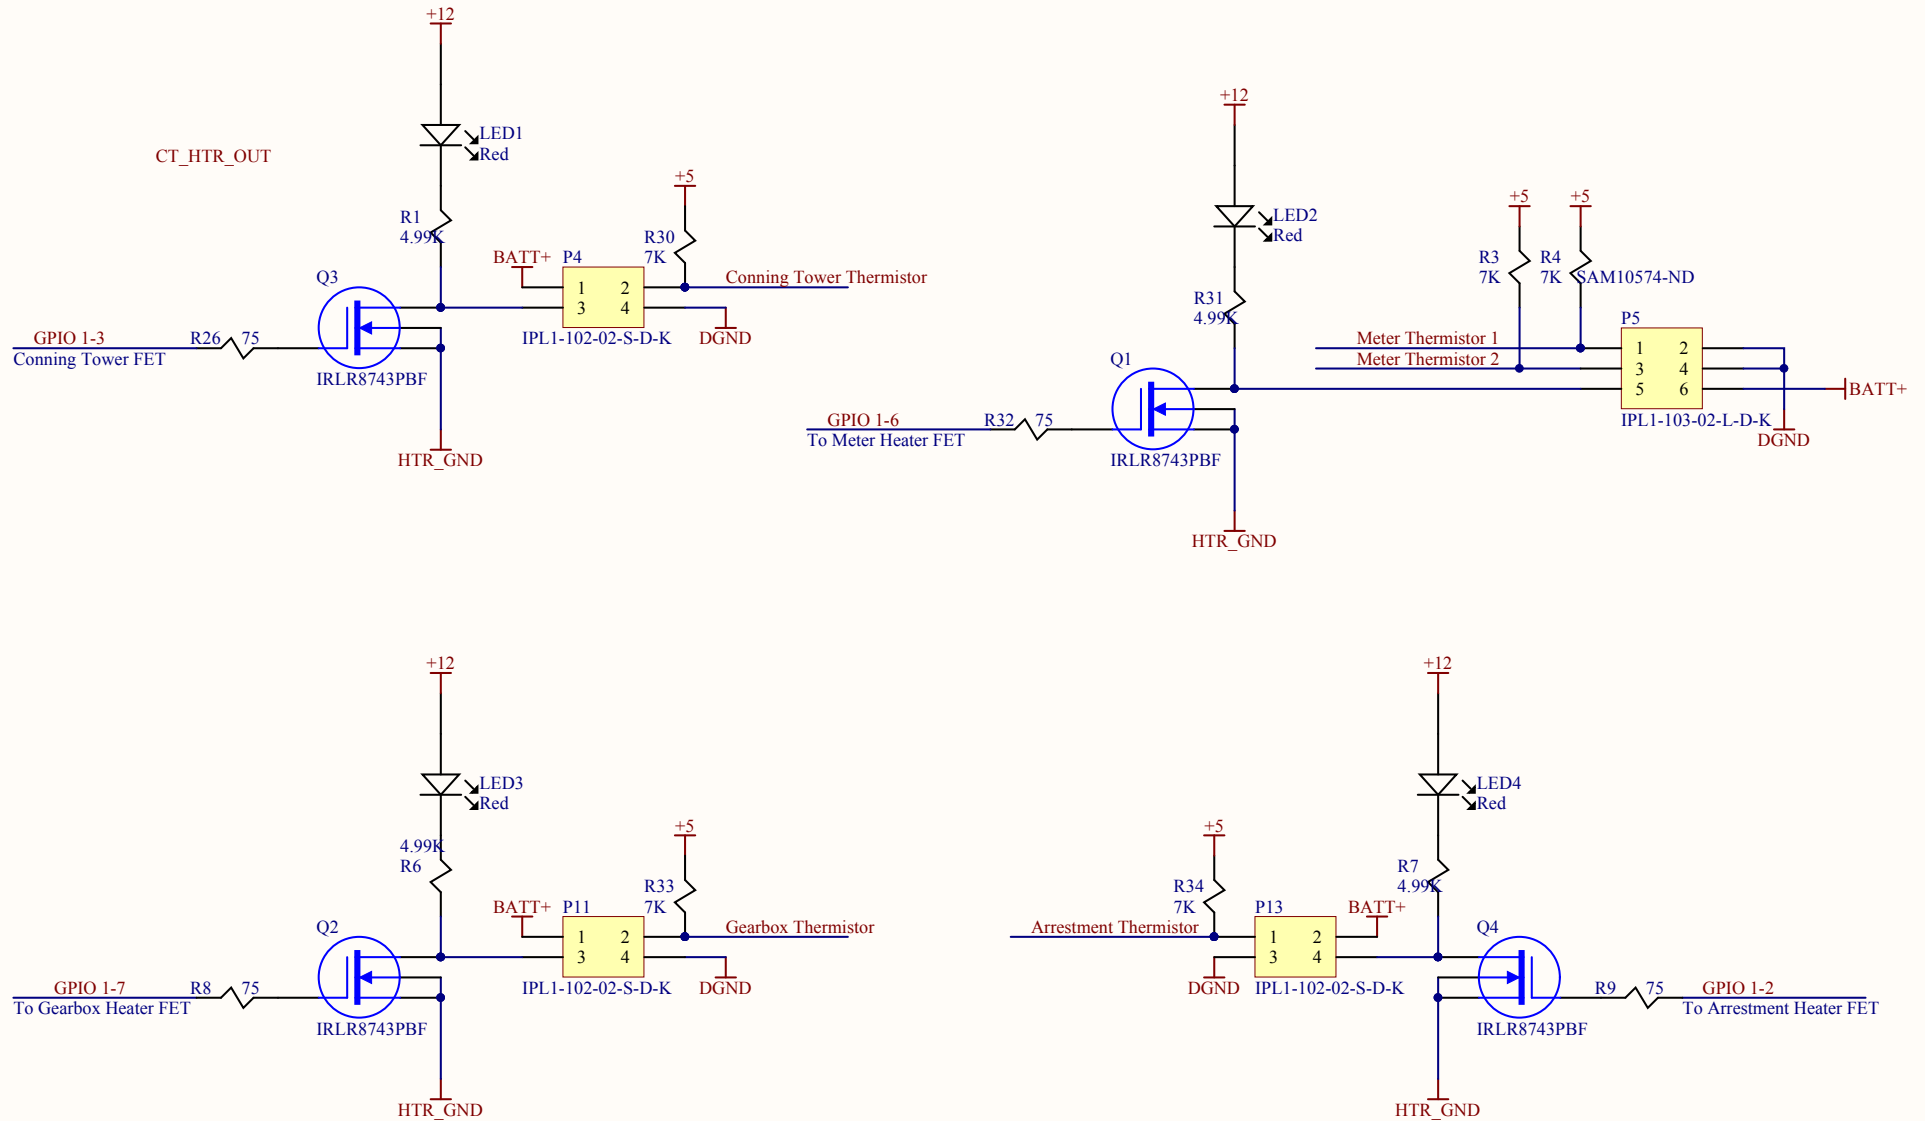 +12
LED1
Red
CT_HTR_OUT
R1
4.99K
+5
R30
7K
BATT+
P4
Conning Tower Thermistor
1 2
3 4
IPL1-102-02-S-D-K
DGND
Q3
GPIO 1-3
R26 75
Conning Tower FET
IRLR8743PBF
HTR_GND
+12
LED2
Red
R31
4.99K
+5
+5
R3
7K
R4
7K
SAM10574-ND
P5
Meter Thermistor 1
Meter Thermistor 2
1 2
3 4
5 6
BATT+
IPL1-103-02-L-D-K
DGND
Q1
GPIO 1-6
R32 75
To Meter Heater FET
IRLR8743PBF
HTR_GND
+12
LED3
Red
4.99K
R6
+5
R33
7K
BATT+
P11
Gearbox Thermistor
1 2
3 4
IPL1-102-02-S-D-K
DGND
Q2
GPIO 1-7
R8 75
To Gearbox Heater FET
IRLR8743PBF
HTR_GND
+12
LED4
Red
R7
4.99K
+5
R34
7K
P13
BATT+
Arrestment Thermistor
1 2
3 4
DGND
IPL1-102-02-S-D-K
Q4
R9 75
GPIO 1-2
To Arrestment Heater FET
IRLR8743PBF
HTR_GND